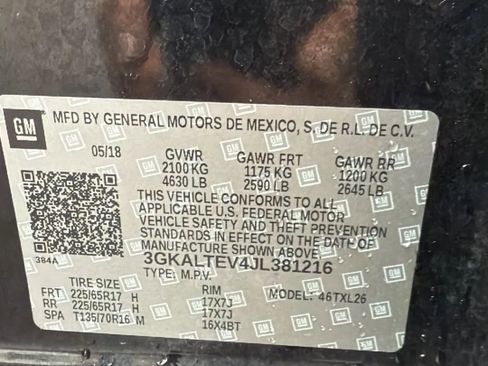 GM MFD BY GENERAL MOTORS DE MEXICO, S. DE R.L. DE C.V.
05/18 GVWR GAWR FRT GAWR RR
2100 KG 1175 KG 1200 KG
4630 LB 2590 LB 2645 LB
THIS VEHICLE CONFORMS TO ALL
APPLICABLE U.S. FEDERAL MOTOR
VEHICLE SAFETY, BUMPER, AND THEFT
PREVENTION STANDARDS IN EFFECT
ON THE DATE OF
MANUFACTURE SHOWN ABOVE.
384A 3GKALTEV4JL381216
TYPE: M.P.V. MODEL: 46TXL26
TIRE SIZE RIM
FRT 225/65R17 H 17X7J
RR 225/65R17 H 17X7J
SPA T135/70R16 M 16X4BT